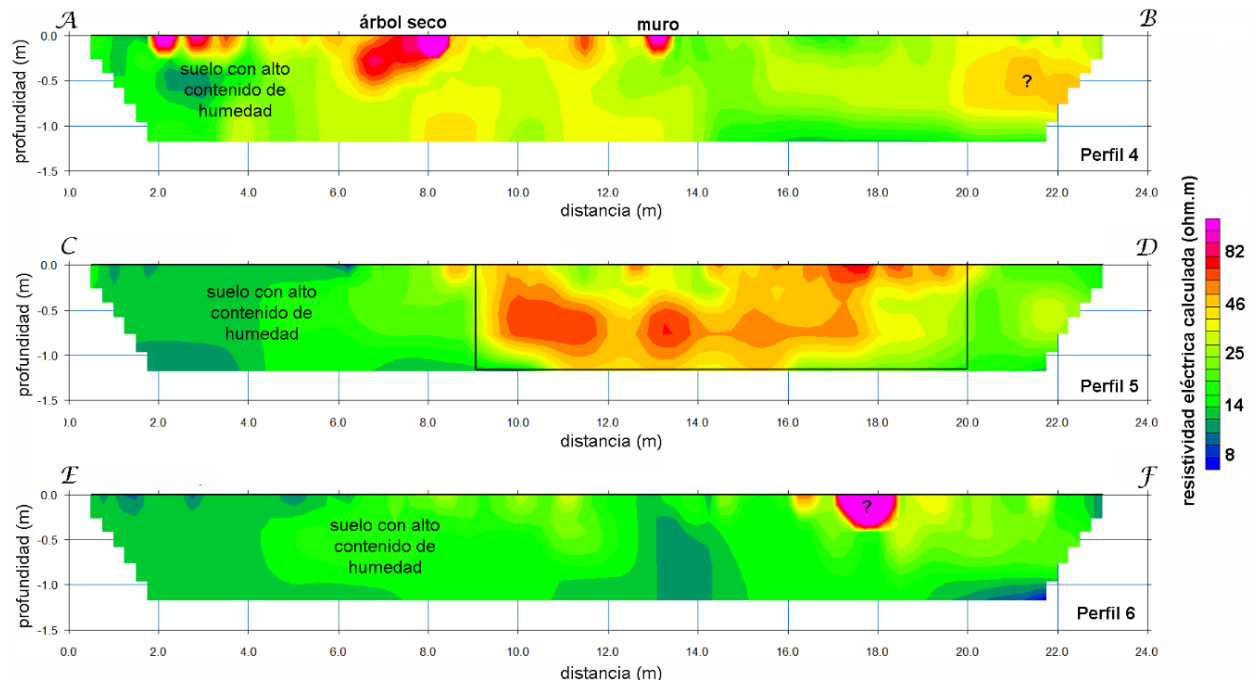 A
árbol seco
muro
B
profundidad (m)
0.0
-0.5
-1.0
-1.5
suelo con alto
contenido de
humedad
?
Perfil 4
0.0 2.0 4.0 6.0 8.0 10.0 12.0 14.0 16.0 18.0 20.0 22.0 24.0
distancia (m)
C
D
profundidad (m)
0.0
-0.5
-1.0
-1.5
suelo con alto
contenido de
humedad
Perfil 5
0.0 2.0 4.0 6.0 8.0 10.0 12.0 14.0 16.0 18.0 20.0 22.0 24.0
distancia (m)
E
F
profundidad (m)
0.0
-0.5
-1.0
-1.5
suelo con alto
contenido de
humedad
?
Perfil 6
0.0 2.0 4.0 6.0 8.0 10.0 12.0 14.0 16.0 18.0 20.0 22.0 24.0
distancia (m)
resistividad eléctrica calculada (ohm.m)
82
46
25
14
8